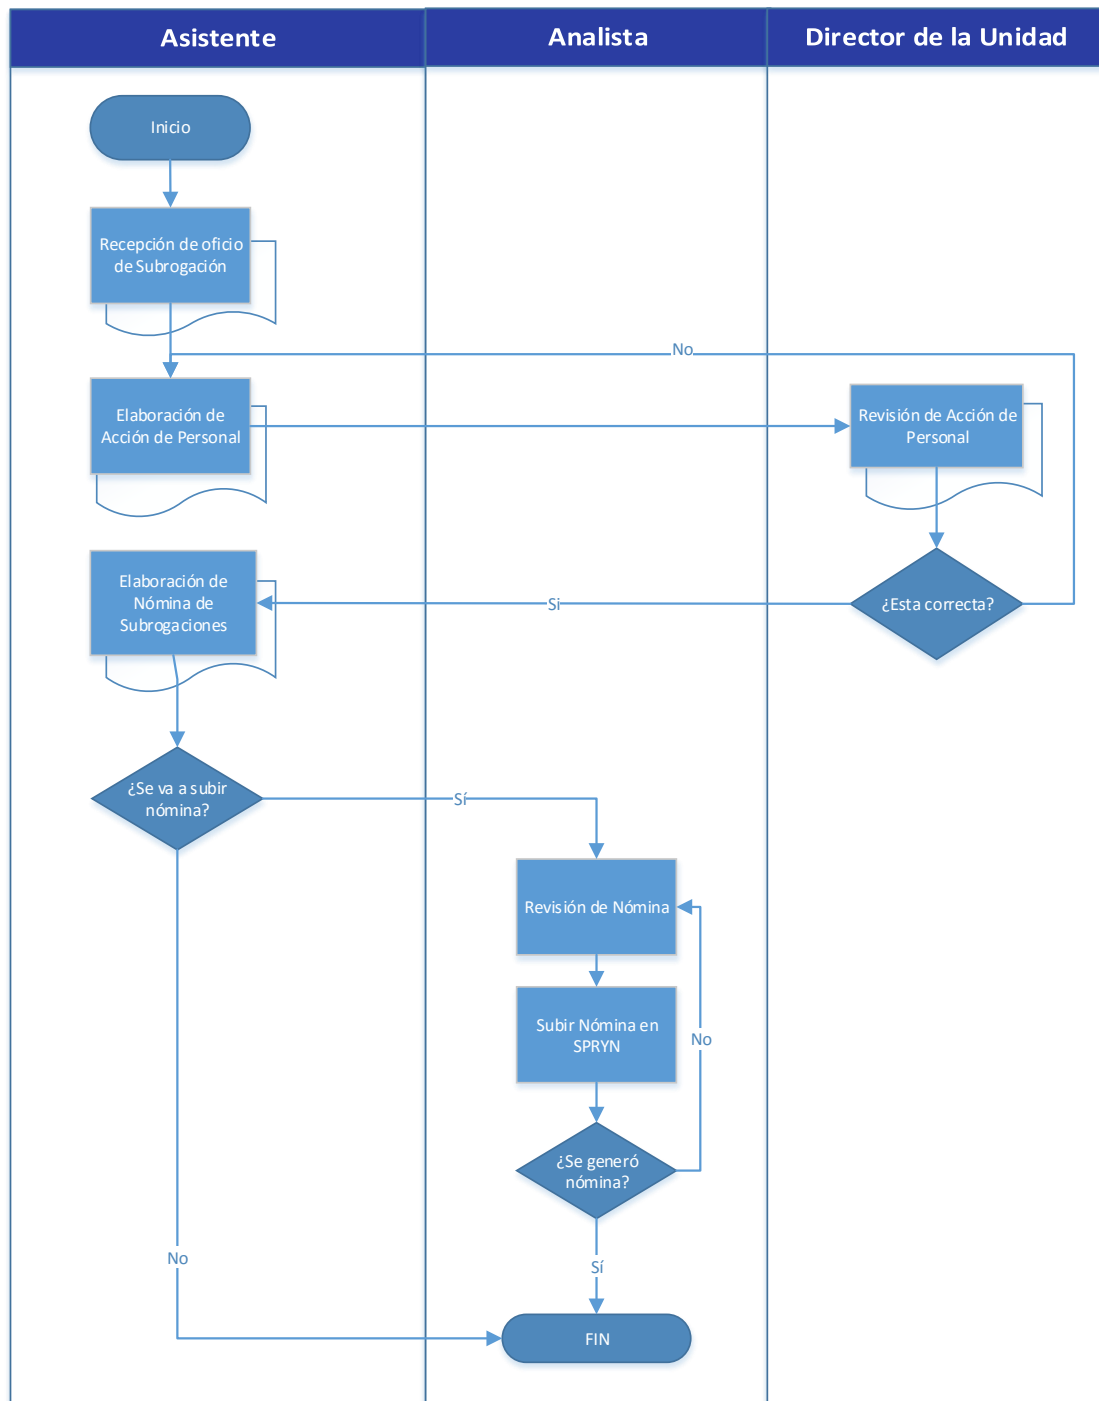 Asistente
Analista
Director de la Unidad
Inicio
Recepción de oficio
de Subrogación
No
Elaboración de
Acción de Personal
Revisión de Acción de
Personal
Elaboración de
Nómina de
Subrogaciones
Si
¿Esta correcta?
¿Se va a subir
nómina?
Sí
Revisión de Nómina
Subir Nómina en
SPRYN
No
¿Se generó
nómina?
No
Sí
FIN